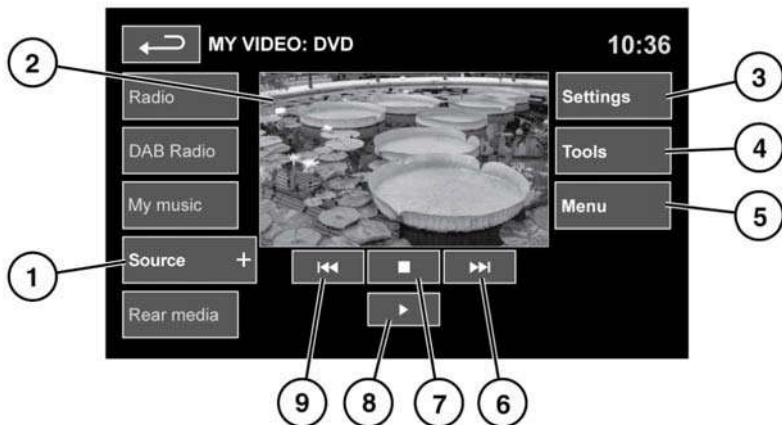 MY VIDEO: DVD
10:36
2
3
Radio
Settings
DAB Radio
Tools
4
My music
Menu
5
1
Source +
Rear media
9
8
7
6